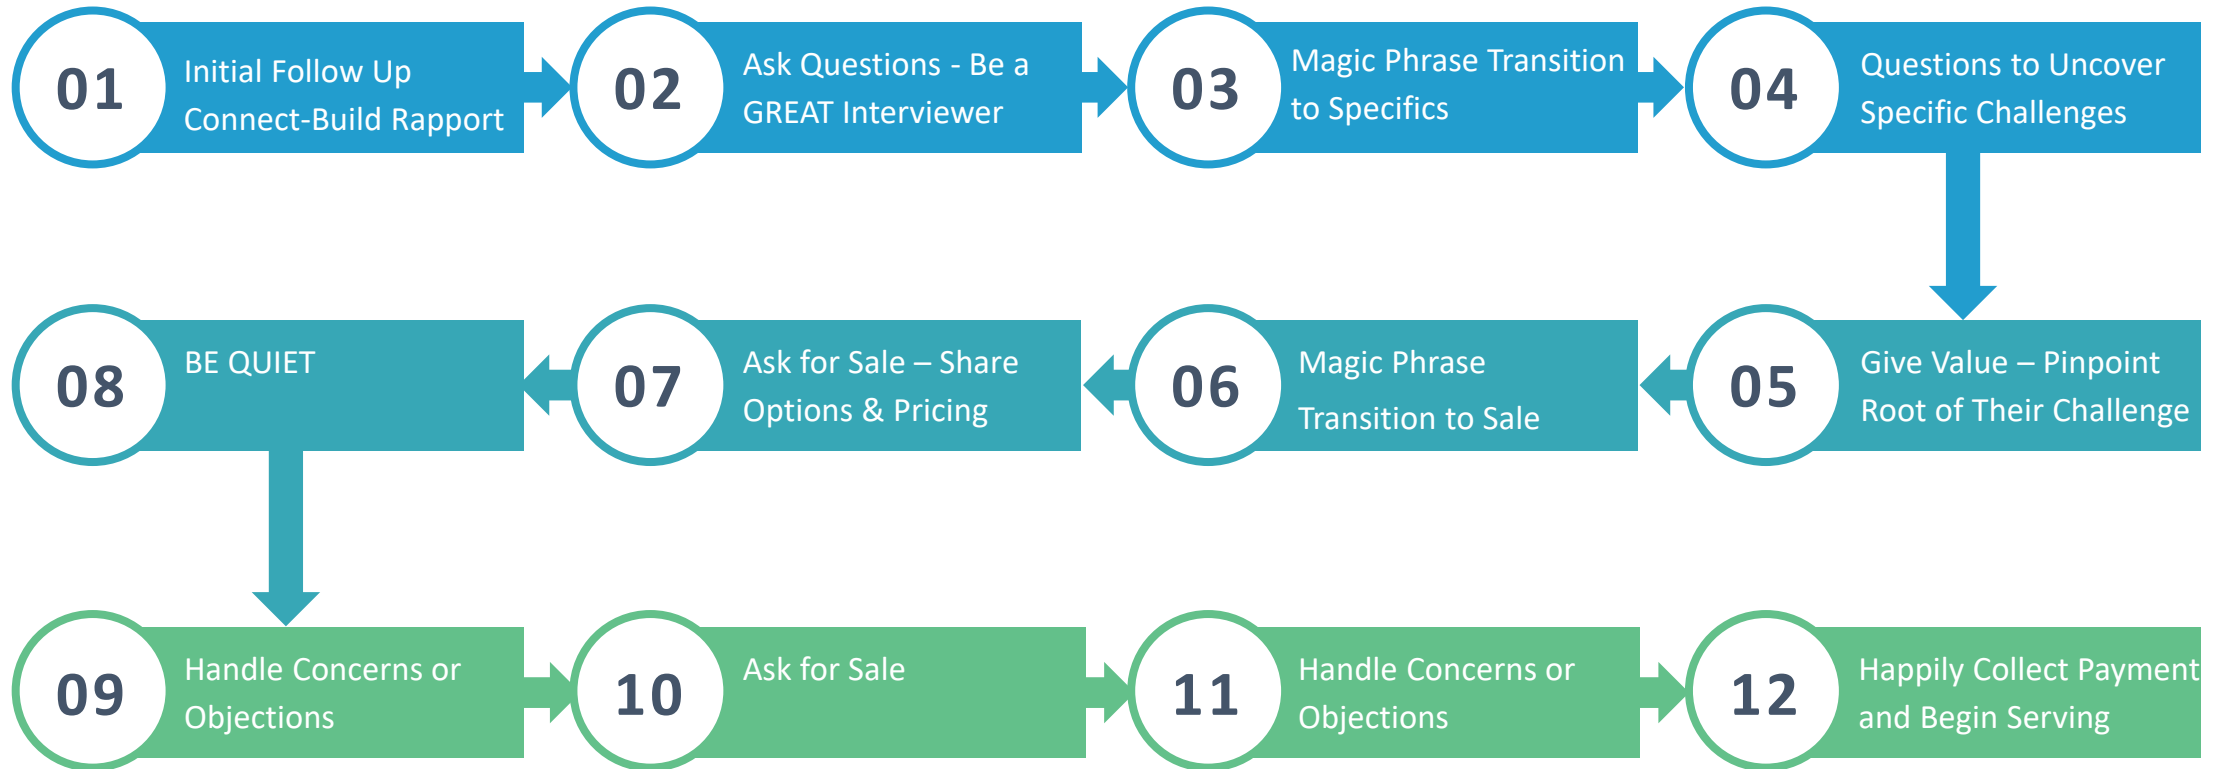 01
Initial Follow Up
Connect-Build Rapport
02
Ask Questions - Be a
GREAT Interviewer
03
Magic Phrase Transition
to Specifics
04
Questions to Uncover
Specific Challenges
05
Give Value – Pinpoint
Root of Their Challenge
06
Magic Phrase
Transition to Sale
07
Ask for Sale – Share
Options & Pricing
08
BE QUIET
09
Handle Concerns or
Objections
10
Ask for Sale
11
Handle Concerns or
Objections
12
Happily Collect Payment
and Begin Serving